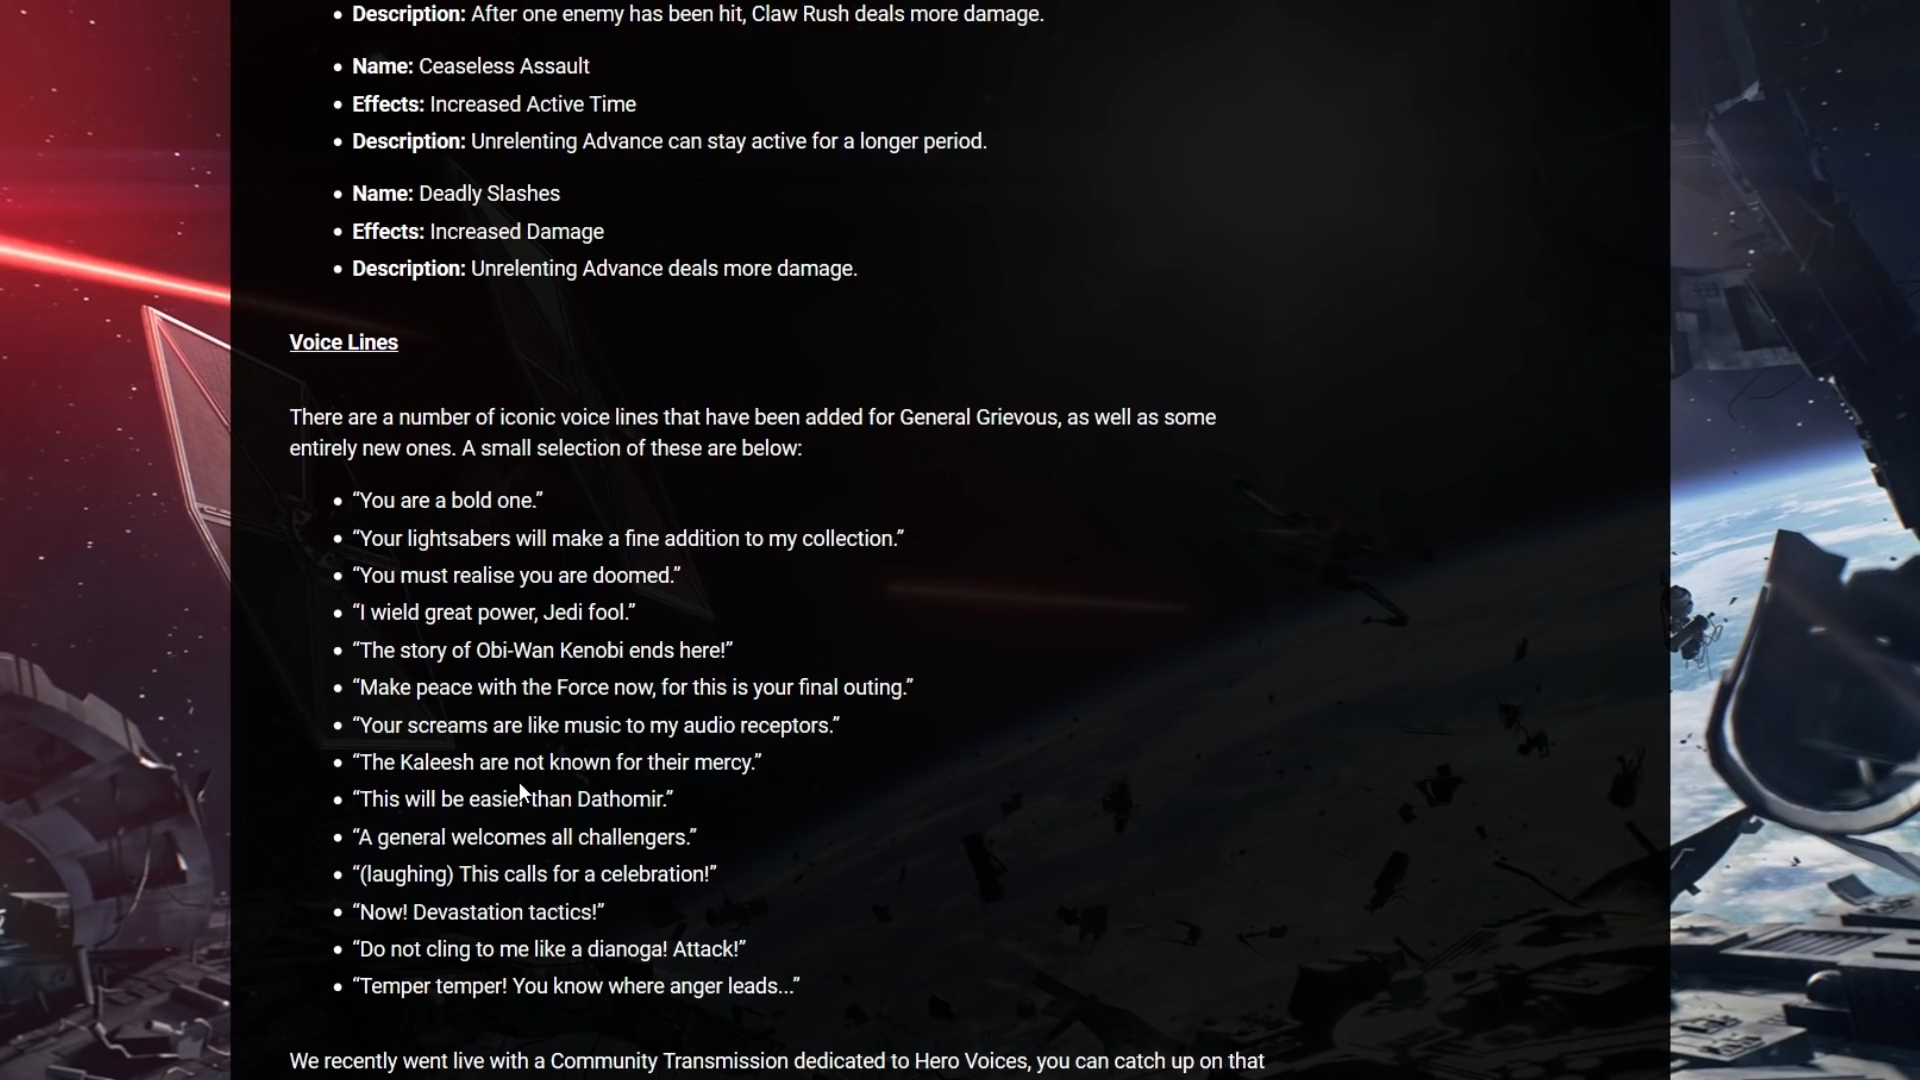 • Description: After one enemy has been hit, Claw Rush deals more damage.
• Name: Ceaseless Assault
• Effects: Increased Active Time
• Description: Unrelenting Advance can stay active for a longer period.
• Name: Deadly Slashes
• Effects: Increased Damage
• Description: Unrelenting Advance deals more damage.
Voice Lines
There are a number of iconic voice lines that have been added for General Grievous, as well as some
entirely new ones. A small selection of these are below:
• “You are a bold one.”
• “Your lightsabers will make a fine addition to my collection.”
• “You must realise you are doomed.”
• “I wield great power, Jedi fool.”
• “The story of Obi-Wan Kenobi ends here!”
• “Make peace with the Force now, for this is your final outing.”
• “Your screams are like music to my audio receptors.”
• “The Kaleesh are not known for their mercy.”
• “This will be easier than Dathomir.”
• “A general welcomes all challengers.”
• “(laughing) This calls for a celebration!”
• “Now! Devastation tactics!”
• “Do not cling to me like a dianoga! Attack!”
• “Temper temper! You know where anger leads...”
We recently went live with a Community Transmission dedicated to Hero Voices, you can catch up on that